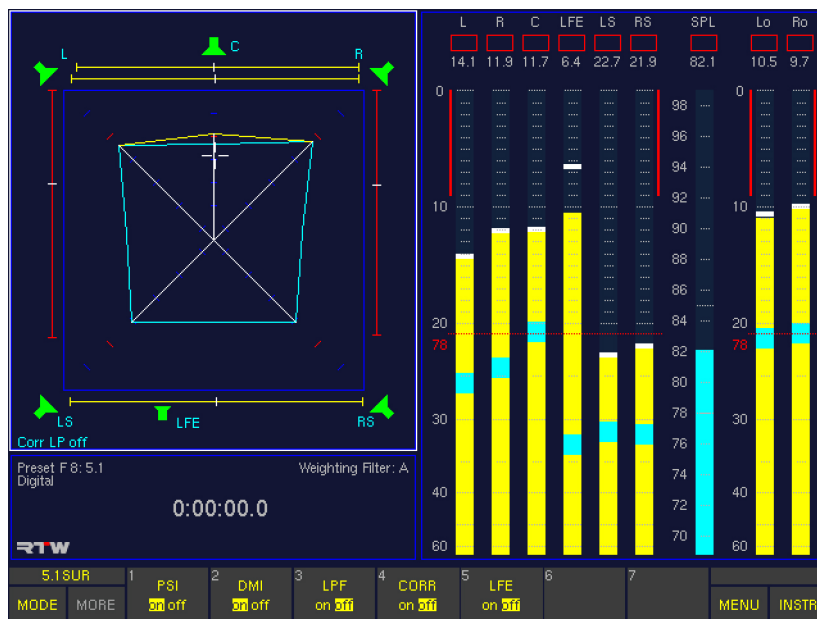 L R C LFE LS RS SPL Lo Ro
14.1 11.9 11.7 6.4 22.7 21.9 82.1 10.5 9.7
L C R
LS LFE RS
Corr LP off
0 98 0
96
94
92
10 90 10
88
86
20 84 20
78 82 78
80
30 78 30
76
74
40 72 40
60 70 60
Preset F 8: 5.1 Weighting Filter: A
Digital
0:00:00.0
RTW
5.1SUR 1 PSI 2 DMI 3 LPF 4 CORR 5 LFE 6 7
MODE MORE on off on off on off on off on off MENU INSTR